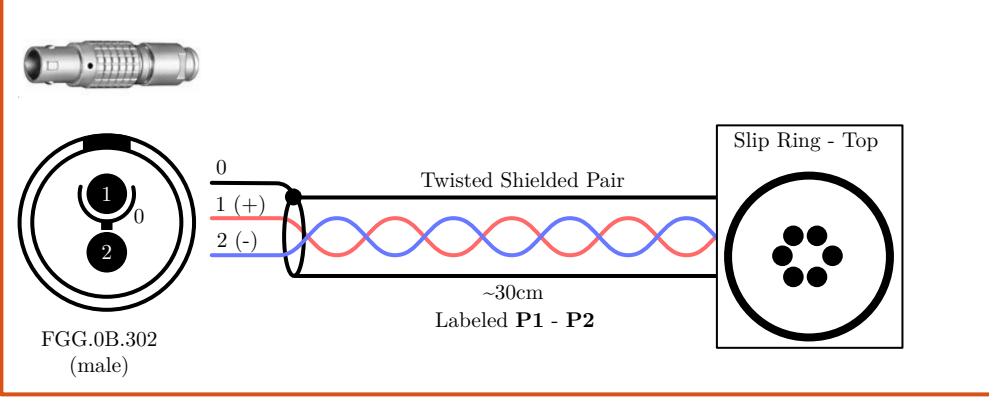 0
Twisted Shielded Pair
Slip Ring - Top
1
1 (+)
0
2 (-)
2
~30cm
Labeled P1 - P2
FGG.0B.302
(male)